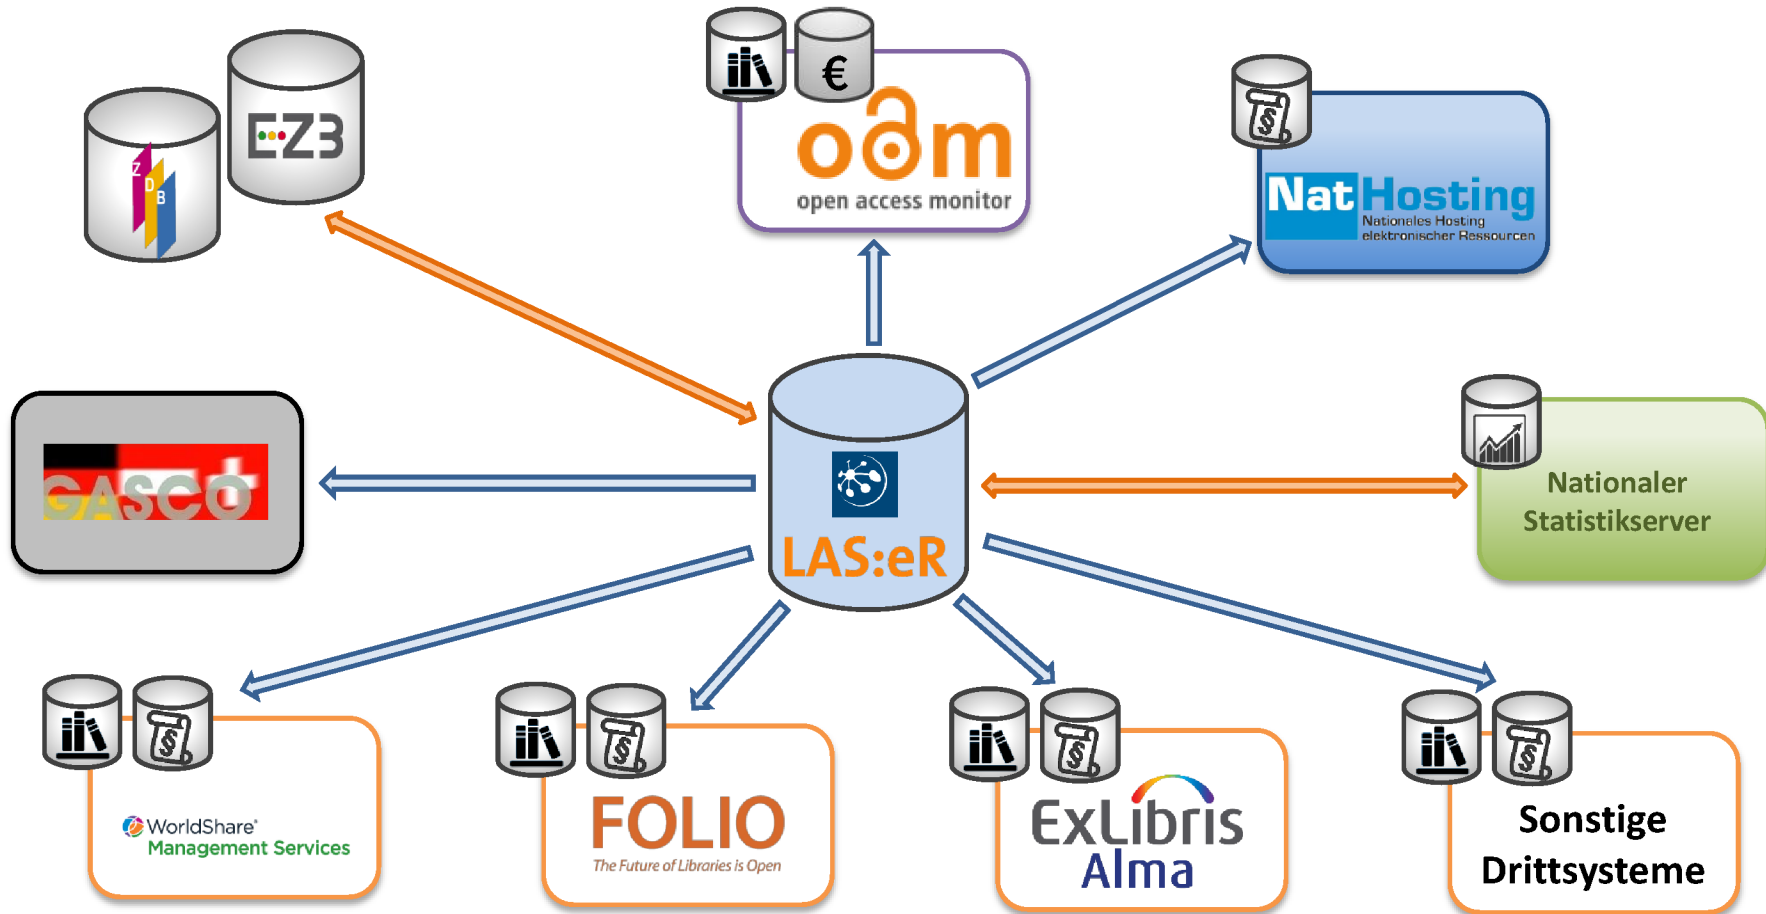 Z
D
B
EZB
€
oam
open access monitor
§
NatHosting
Nationales Hosting
elektronischer Ressourcen
GASCO
LAS:eR
Nationaler
Statistikserver
§
WorldShare®
Management Services
§
FOLIO
The Future of Libraries is Open
§
ExLibris
Alma
§
Sonstige
Drittsysteme